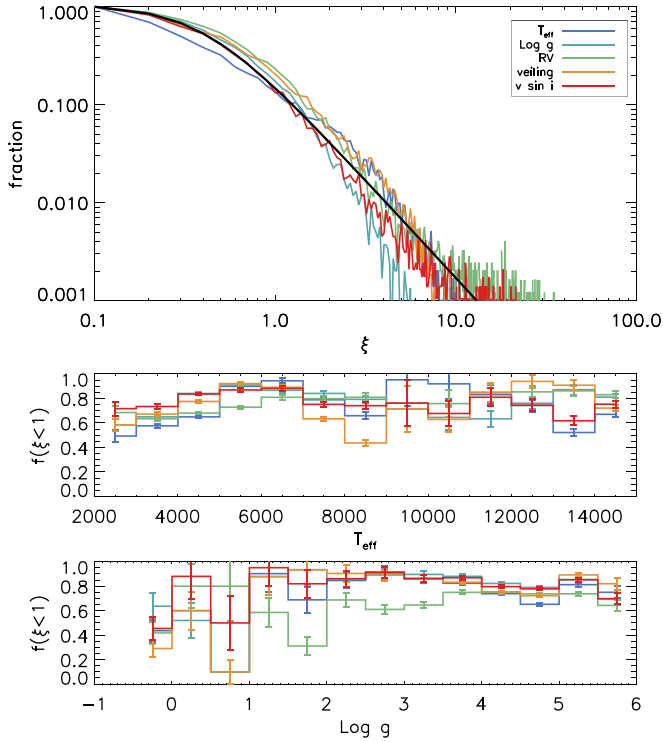 1.000
0.100
0.010
0.001
fraction
T_eff
Log g
RV
veiling
v sin i
0.1 1.0 10.0 100.0
ξ
1.0
0.8
0.6
0.4
0.2
0.0
f(ξ<1)
2000 4000 6000 8000 10000 12000 14000
T_eff
1.0
0.8
0.6
0.4
0.2
0.0
f(ξ<1)
−1 0 1 2 3 4 5 6
Log g